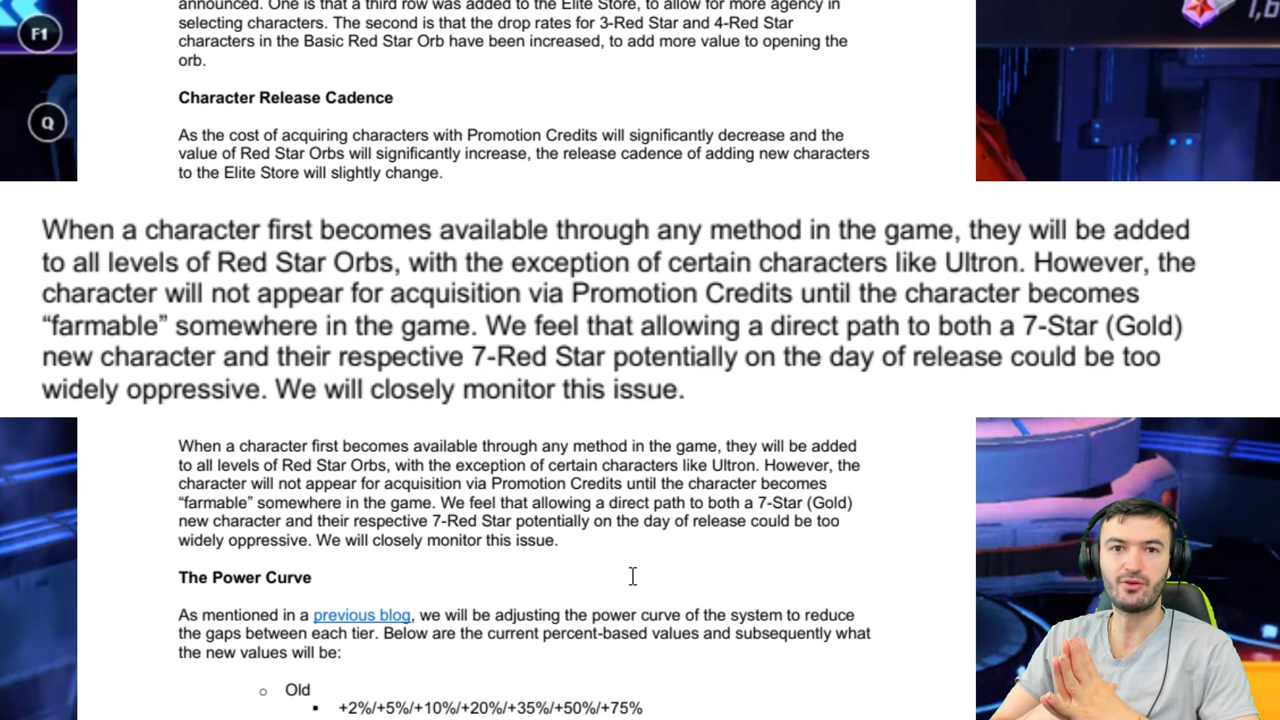 announced. One is that a third row was added to the Elite Store, to allow for more agency in
selecting characters. The second is that the drop rates for 3-Red Star and 4-Red Star
characters in the Basic Red Star Orb have been increased, to add more value to opening the
orb.
F1
Q
Character Release Cadence
As the cost of acquiring characters with Promotion Credits will significantly decrease and the
value of Red Star Orbs will significantly increase, the release cadence of adding new characters
to the Elite Store will slightly change.
When a character first becomes available through any method in the game, they will be added
to all levels of Red Star Orbs, with the exception of certain characters like Ultron. However, the
character will not appear for acquisition via Promotion Credits until the character becomes
“farmable” somewhere in the game. We feel that allowing a direct path to both a 7-Star (Gold)
new character and their respective 7-Red Star potentially on the day of release could be too
widely oppressive. We will closely monitor this issue.
When a character first becomes available through any method in the game, they will be added
to all levels of Red Star Orbs, with the exception of certain characters like Ultron. However, the
character will not appear for acquisition via Promotion Credits until the character becomes
“farmable” somewhere in the game. We feel that allowing a direct path to both a 7-Star (Gold)
new character and their respective 7-Red Star potentially on the day of release could be too
widely oppressive. We will closely monitor this issue.
The Power Curve
As mentioned in a previous blog, we will be adjusting the power curve of the system to reduce
the gaps between each tier. Below are the current percent-based values and subsequently what
the new values will be:
Old
+2%/+5%/+10%/+20%/+35%/+50%/+75%